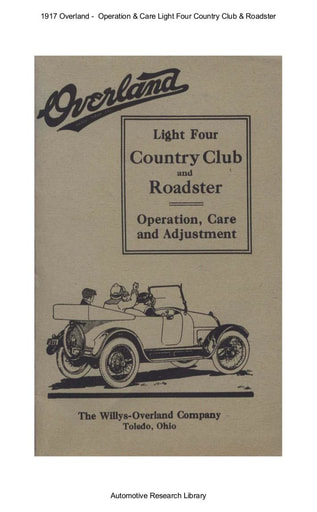 1917 Overland - Operation & Care Light Four Country Club & Roadster
Overland
Light Four
Country Club
and
Roadster
Operation, Care
and Adjustment
The Willys-Overland Company
Toledo, Ohio
Automotive Research Library